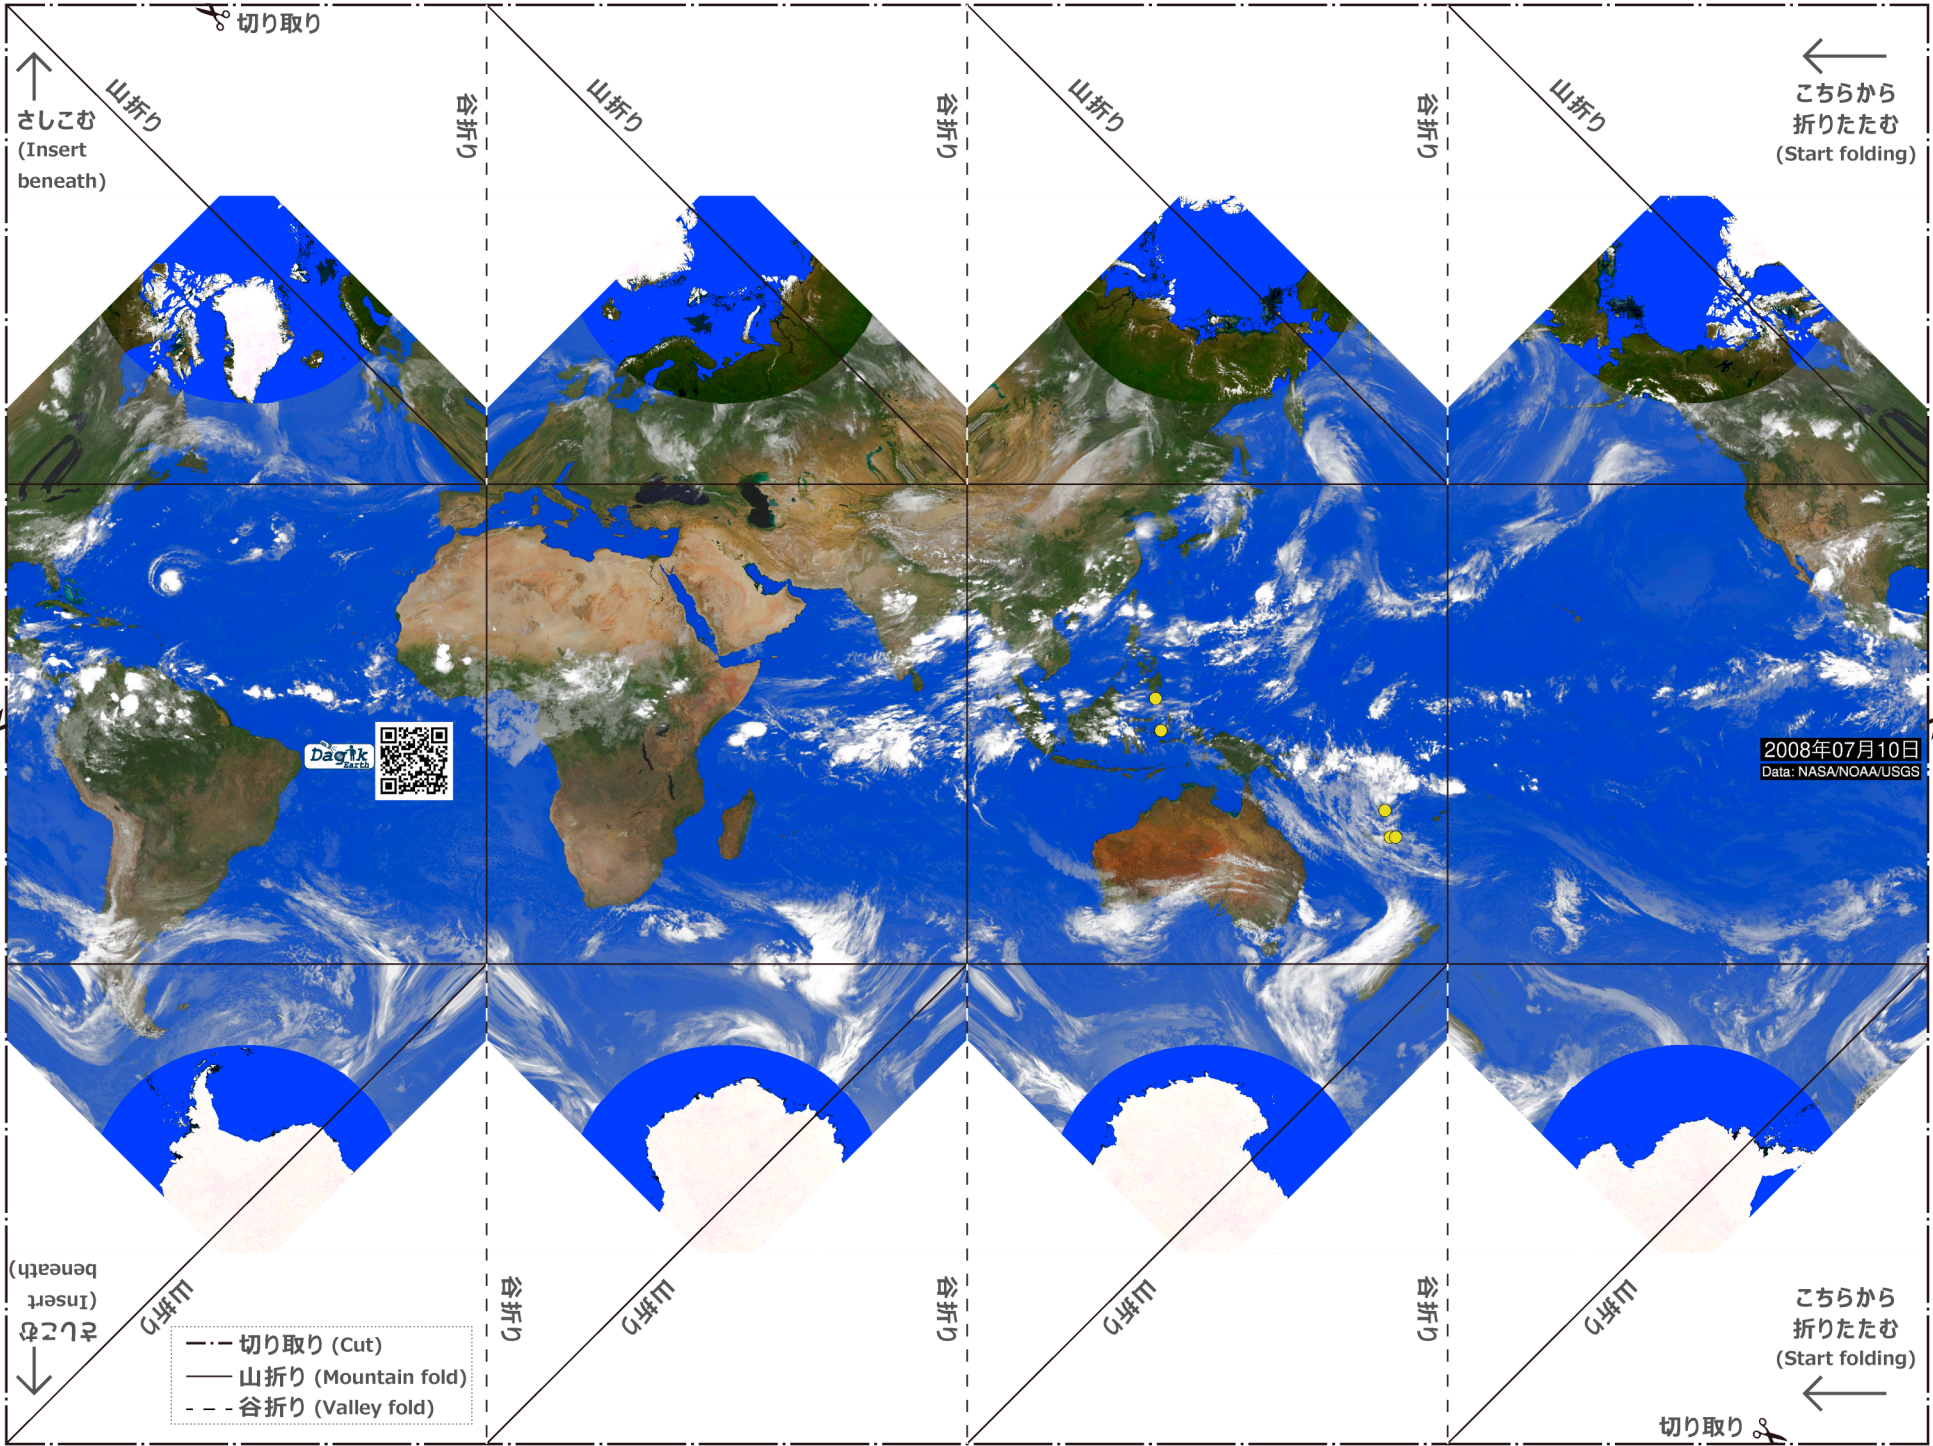 切り取り
山折り
谷折り
山折り
谷折り
山折り
谷折り
山折り
さしこむ
(Insert
beneath)
こちらから
折りたたむ
(Start folding)
Dagik
Earth
2008年07月10日
Data: NASA/NOAA/USGS
さしこむ
(Insert
beneath)
山折り
谷折り
山折り
谷折り
山折り
谷折り
山折り
こちらから
折りたたむ
(Start folding)
切り取り (Cut)
山折り (Mountain fold)
谷折り (Valley fold)
切り取り